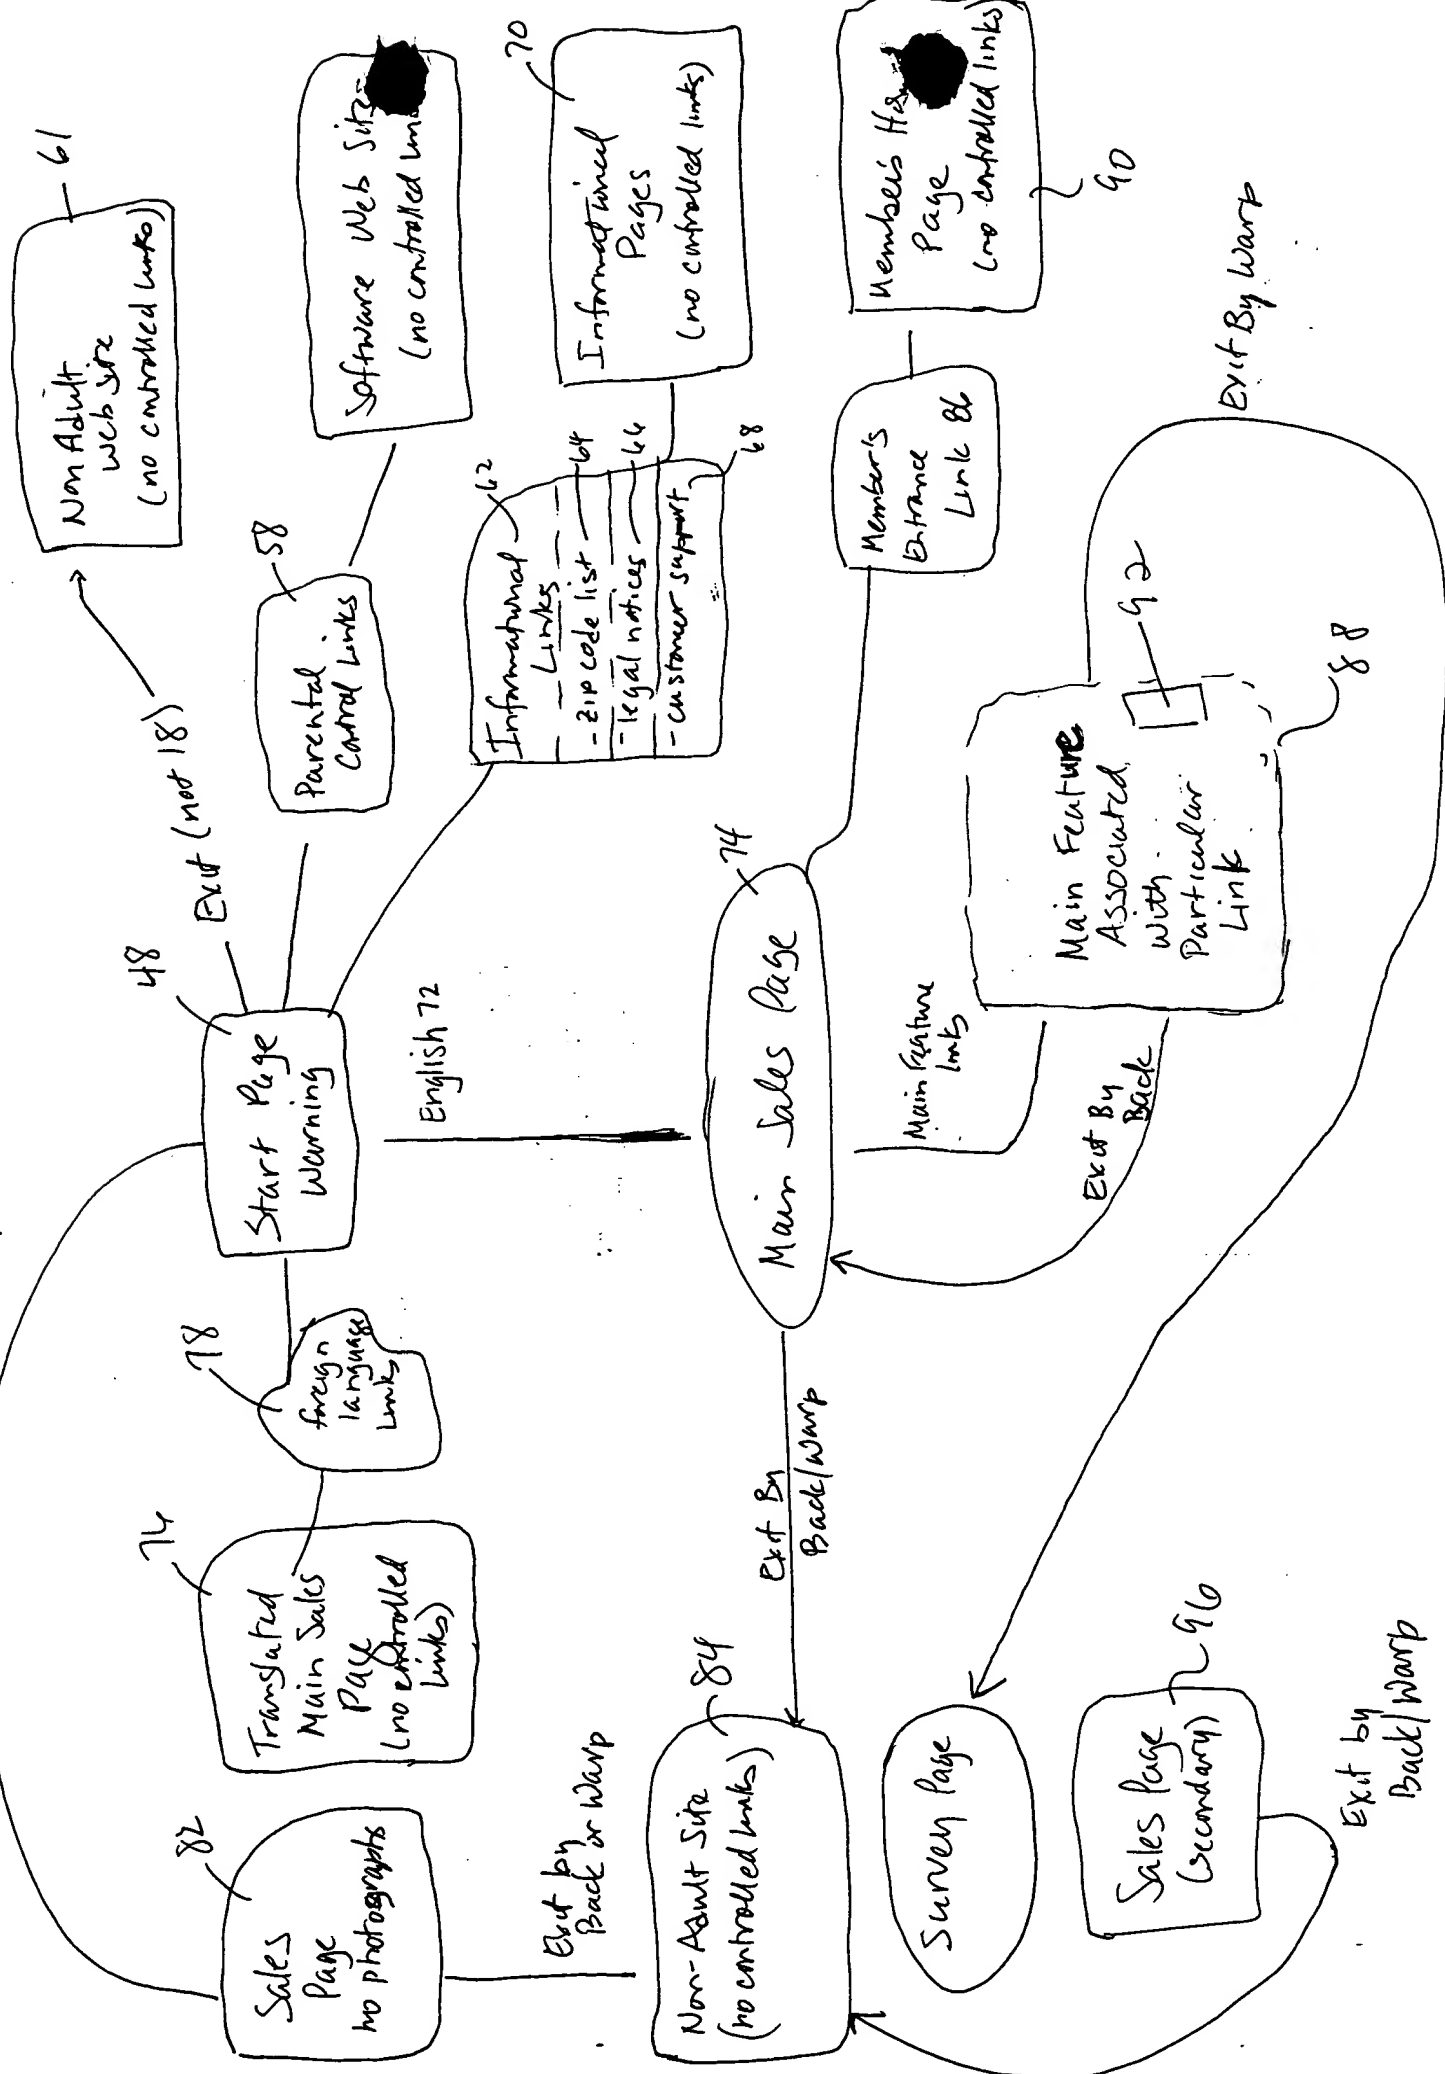 61
Non Adult
Web Site
(no controlled links)
Exit (not 18)
48
Start Page
Warning
58
Parental
Control Links
Software Web Site
(no controlled
62
Informational
Links
- zip code list
64
- legal notices
66
- customer support
68
70
Informational
Pages
(no controlled links)
78
foreign
language
Links
74
Translated
Main Sales
Page
(no controlled
links)
82
Sales
Page
no photographs
English 72
74
Main Sales Page
Member's
Entrance
Link 86
Member's
Page
(no controlled links)
90
Exit by
Back or Warp
Exit By
Back/Warp
84
Non-Adult Site
(no controlled links)
Main Feature
links
Exit By
Back
Main Feature
Associated
with
Particular
Link
92
88
Exit By Warp
Survey Page
Sales Page
(secondary)
96
Exit by
Back/Warp